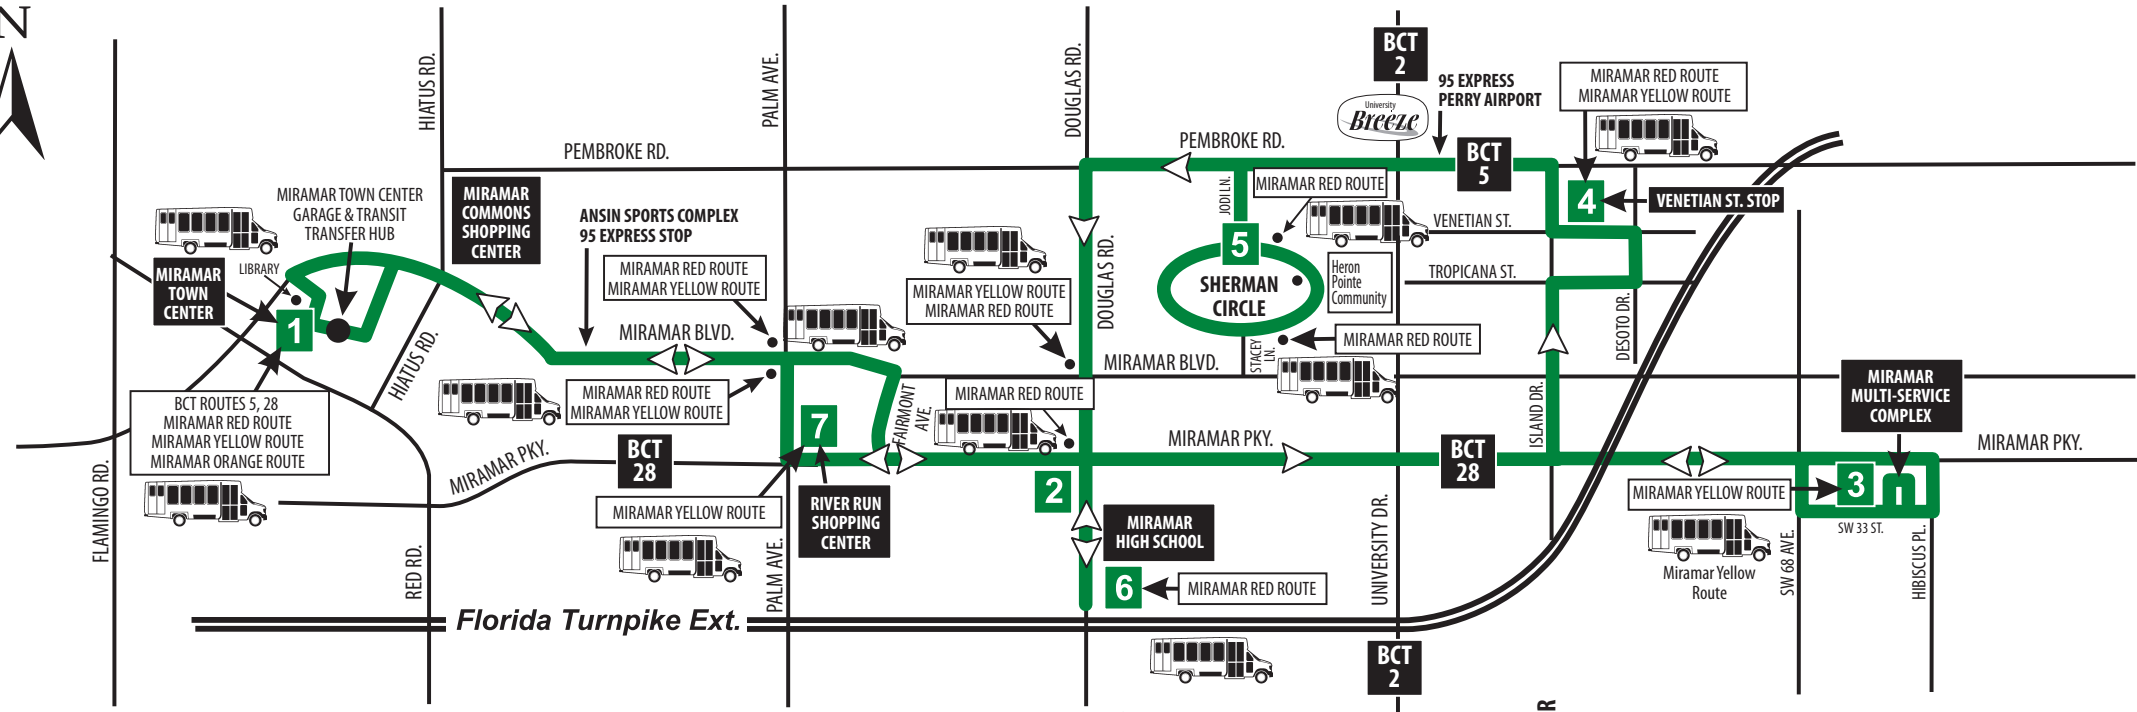 N
HIATUS RD.
PALM AVE.
DOUGLAS RD.
BCT
2
95 EXPRESS
PERRY AIRPORT
University
Breeze
MIRAMAR RED ROUTE
MIRAMAR YELLOW ROUTE
PEMBROKE RD.
PEMBROKE RD.
BCT
5
MIRAMAR TOWN CENTER
GARAGE & TRANSIT
TRANSFER HUB
MIRAMAR
COMMONS
SHOPPING
CENTER
ANSIN SPORTS COMPLEX
95 EXPRESS STOP
JODI LN.
MIRAMAR RED ROUTE
4
VENETIAN ST. STOP
VENETIAN ST.
5
LIBRARY
MIRAMAR
TOWN
CENTER
1
MIRAMAR RED ROUTE
MIRAMAR YELLOW ROUTE
MIRAMAR YELLOW ROUTE
MIRAMAR RED ROUTE
DOUGLAS RD.
SHERMAN
CIRCLE
Heron
Pointe
Community
TROPICANA ST.
DESOTO DR.
MIRAMAR BLVD.
HIATUS RD.
MIRAMAR BLVD.
STACEY
LN.
MIRAMAR RED ROUTE
MIRAMAR RED ROUTE
MIRAMAR YELLOW ROUTE
FAIRMONT
AVE.
MIRAMAR RED ROUTE
ISLAND DR.
MIRAMAR
MULTI-SERVICE
COMPLEX
BCT ROUTES 5, 28
MIRAMAR RED ROUTE
MIRAMAR YELLOW ROUTE
MIRAMAR ORANGE ROUTE
7
MIRAMAR PKY.
BCT
28
MIRAMAR PKY.
BCT
28
MIRAMAR PKY.
FLAMINGO RD.
RED RD.
MIRAMAR YELLOW ROUTE
PALM AVE.
RIVER RUN
SHOPPING
CENTER
2
MIRAMAR
HIGH SCHOOL
UNIVERSITY DR.
MIRAMAR YELLOW ROUTE
3
SW 33 ST.
SW 68 AVE.
HIBISCUS PL.
Miramar Yellow
Route
6
MIRAMAR RED ROUTE
Florida Turnpike Ext.
BCT
2
R